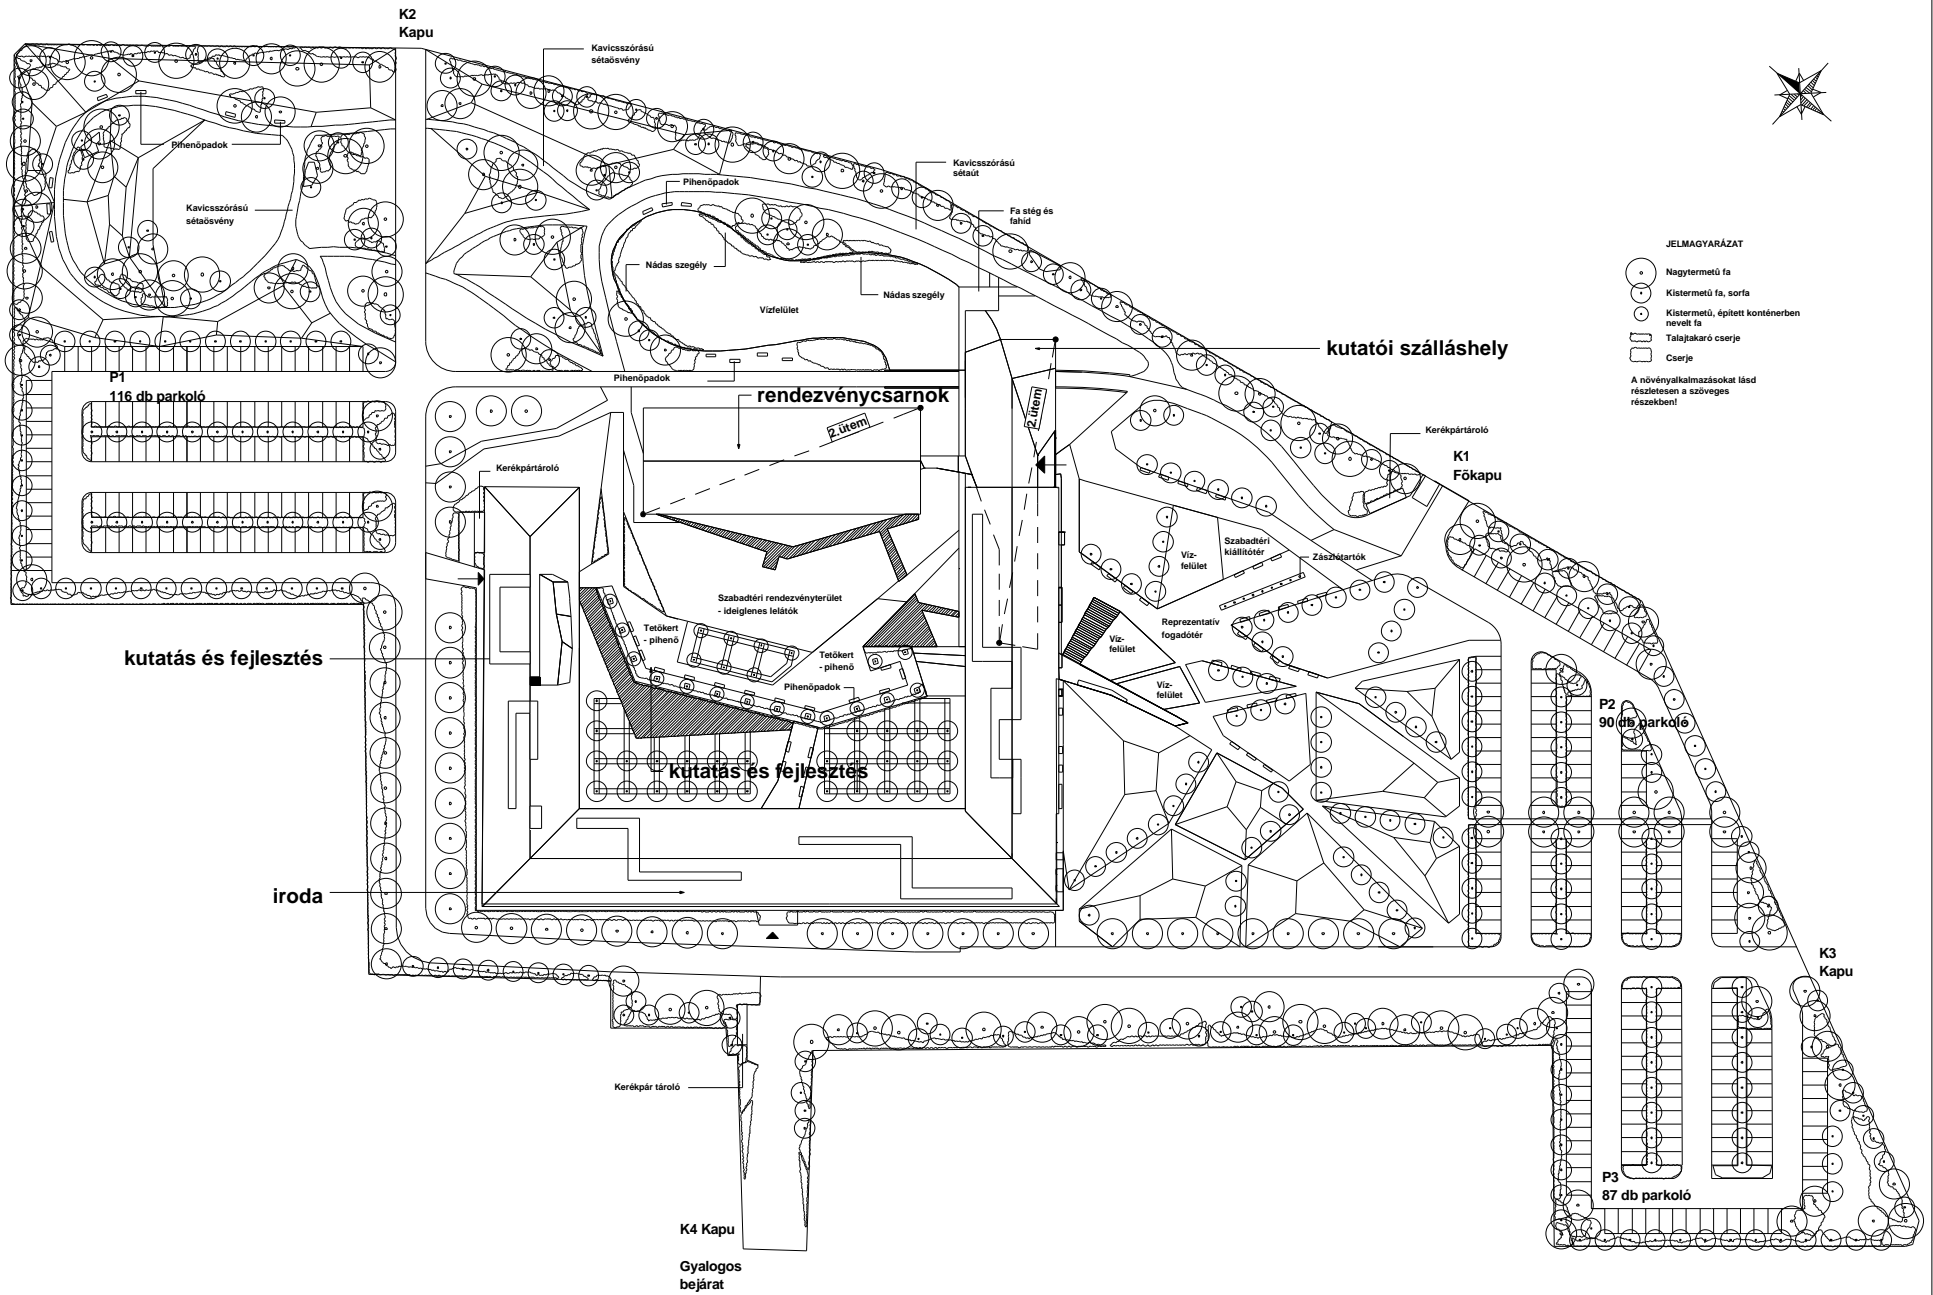 K2
Kapu
Kavicsszórású
sétaösvény
Pihenőpadok
Kavicsszórású
sétaút
Pihenőpadok
Kavicsszórású
sétaösvény
Fa stég és
fahíd
Nádas szegély
Nádas szegély
Vízfelület
JELMAGYARÁZAT
Nagytermetű fa
Kistermetű fa, sorfa
Kistermetű, épített konténerben
nevelt fa
Talajtakaró cserje
Cserje
A növényalkalmazásokat lásd
részletesen a szöveges
részekben!
kutatói szálláshely
P1
116 db parkoló
Pihenőpadok
rendezvénycsarnok
2.ütem
2.ütem
Kerékpártároló
K1
Főkapu
Kerékpártároló
Víz-
felület
Szabadtéri
kiállítótér
Zászlótartók
Szabadtéri rendezvényterület
- ideiglenes lelátók
Tetőkert
- pihenő
Reprezentatív
fogadótér
Víz-
felület
kutatás és fejlesztés
Tetőkert
- pihenő
Pihenőpadok
Víz-
felület
P2
90 db parkoló
kutatás és fejlesztés
iroda
K3
Kapu
Kerékpár tároló
P3
87 db parkoló
K4 Kapu
Gyalogos
bejárat